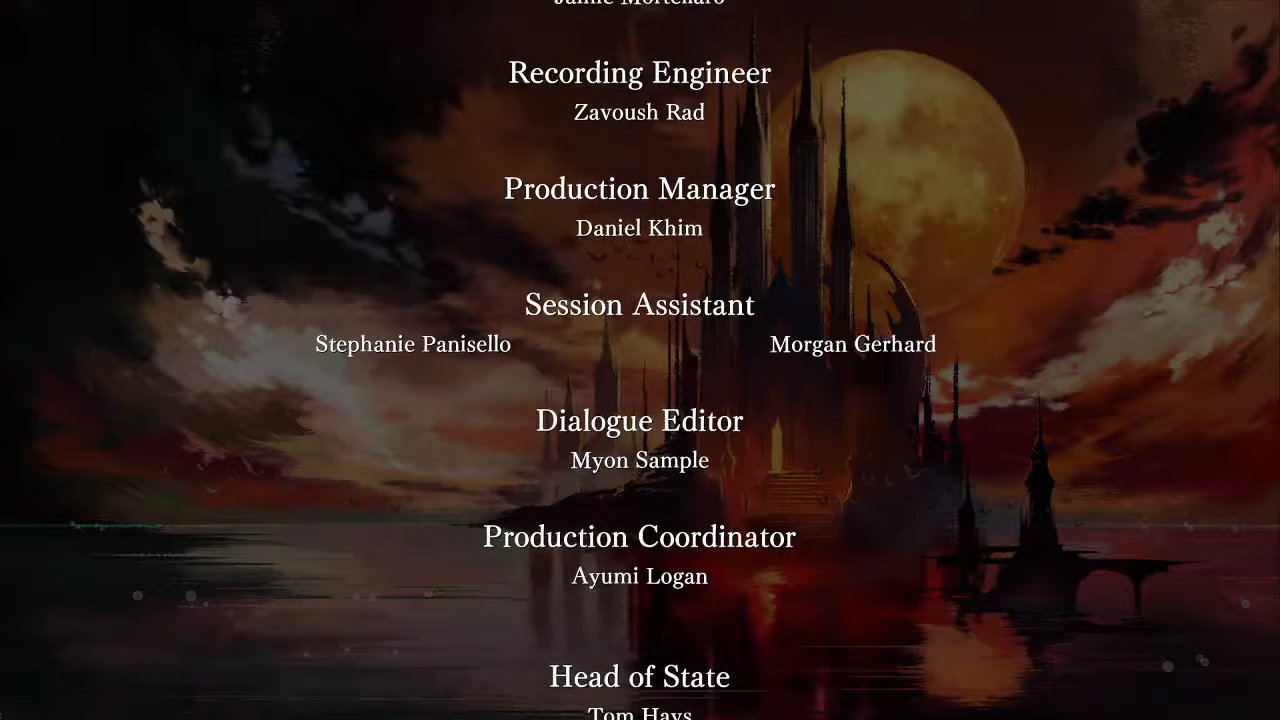 Recording Engineer
Zavoush Rad
Production Manager
Daniel Khim
Session Assistant
Stephanie Panisello Morgan Gerhard
Dialogue Editor
Myon Sample
Production Coordinator
Ayumi Logan
Head of State
Tom Hays